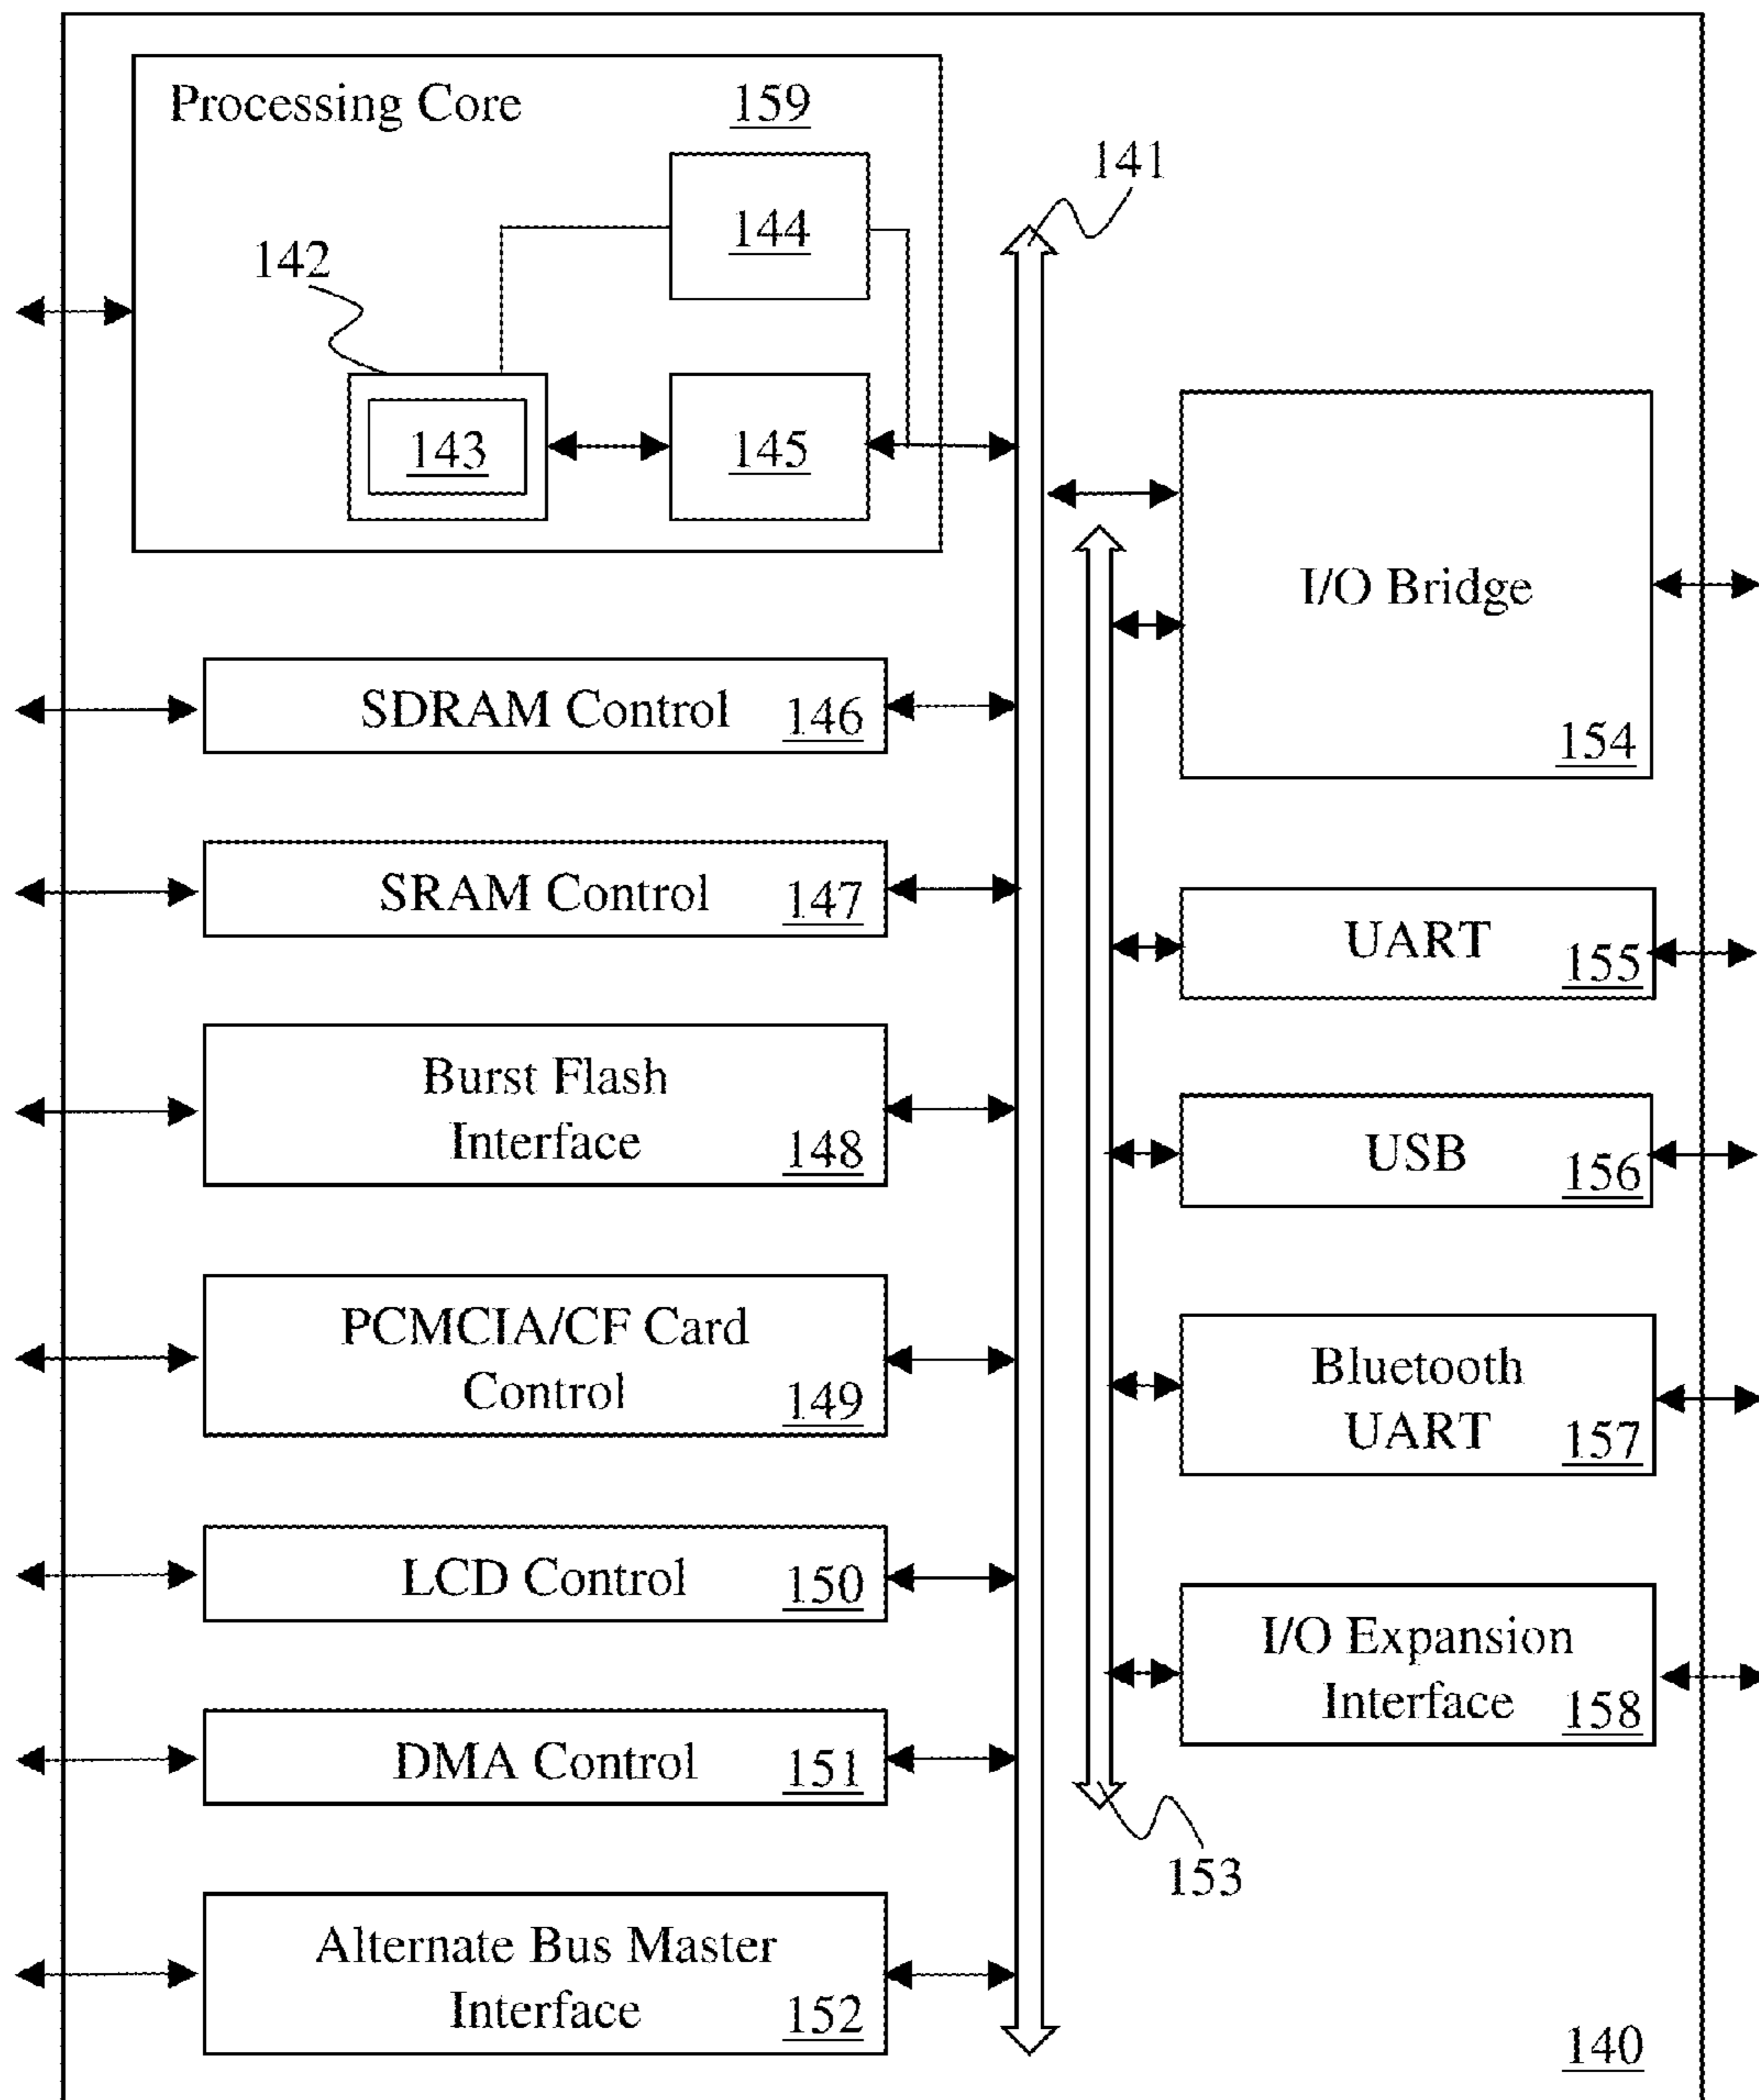 Processing Core
159
141
144
142
143
145
I/O Bridge
154
SDRAM Control
146
SRAM Control
147
UART
155
Burst Flash
Interface
148
USB
156
PCMCIA/CF Card
Control
149
Bluetooth
UART
157
LCD Control
150
I/O Expansion
Interface
158
DMA Control
151
153
Alternate Bus Master
Interface
152
140